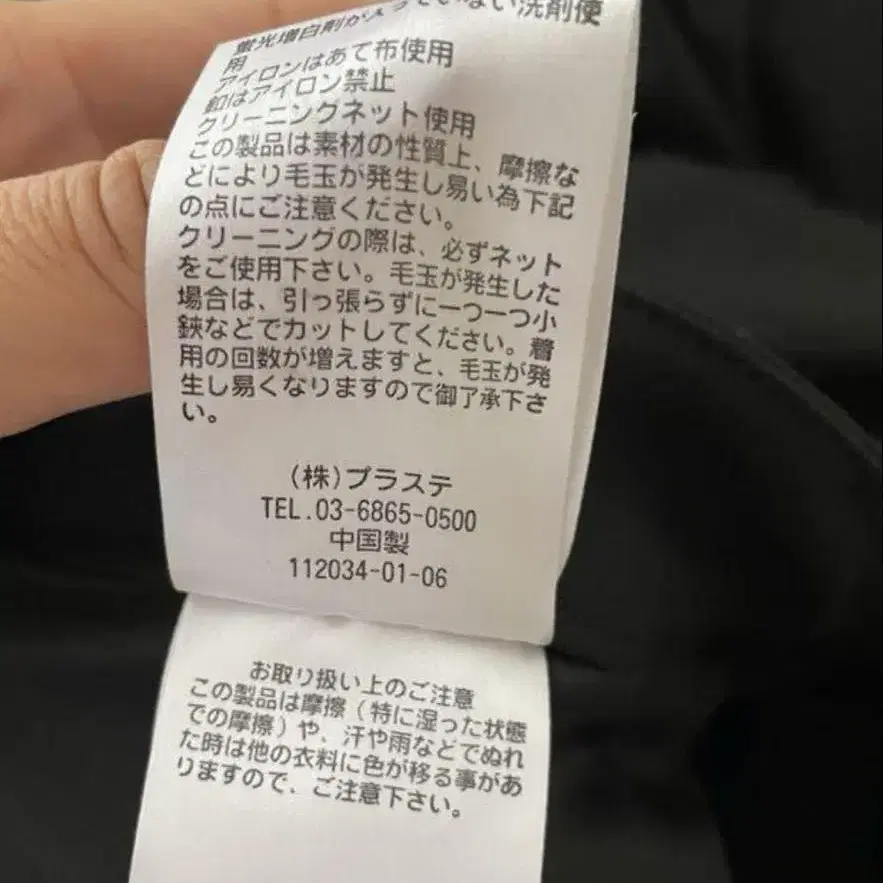 蛍光増白剤が入っていない洗剤使
用
アイロンはあて布使用
釦はアイロン禁止
クリーニングネット使用
この製品は素材の性質上、摩擦な
どにより毛玉が発生し易い為下記
の点にご注意ください。
クリーニングの際は、必ずネット
をご使用下さい。毛玉が発生した
場合は、引っ張らずに一つ一つ小
鋏などでカットしてください。着
用の回数が増えますと、毛玉が発
生し易くなりますので御了承下さ
い。
(株)プラステ
TEL.03-6865-0500
中国製
112034-01-06
お取り扱い上のご注意
この製品は摩擦(特に湿った状態
での摩擦)や、汗や雨などでぬれ
た時は他の衣料に色が移る事があ
りますので、ご注意下さい。